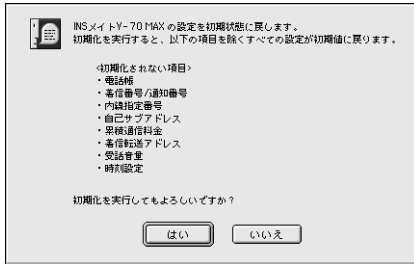 INSメイトV-70 MAX の設定を初期状態に戻します。
初期化を実行すると、以下の項目を除くすべての設定が初期値に戻ります。
<初期化されない項目>
・電話帳
・着信番号/通知番号
・内線指定番号
・自己サブアドレス
・累積通信料金
・着信転送アドレス
・受話音量
・時刻設定
初期化を実行してもよろしいですか？
はい
いいえ